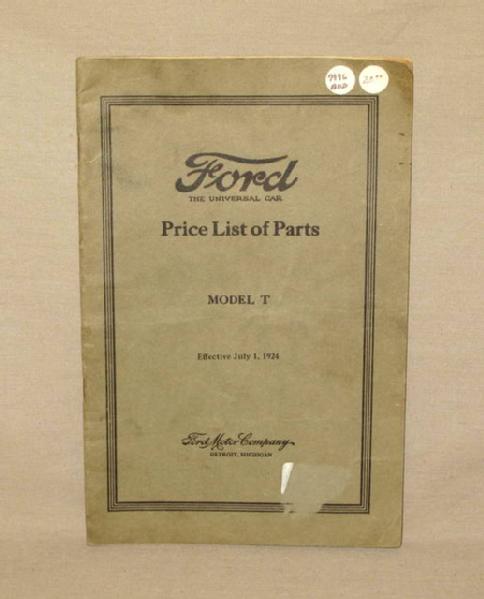 Ford
THE UNIVERSAL CAR
Price List of Parts
MODEL T
Effective July 1, 1924
Ford Motor Company
DETROIT, MICHIGAN